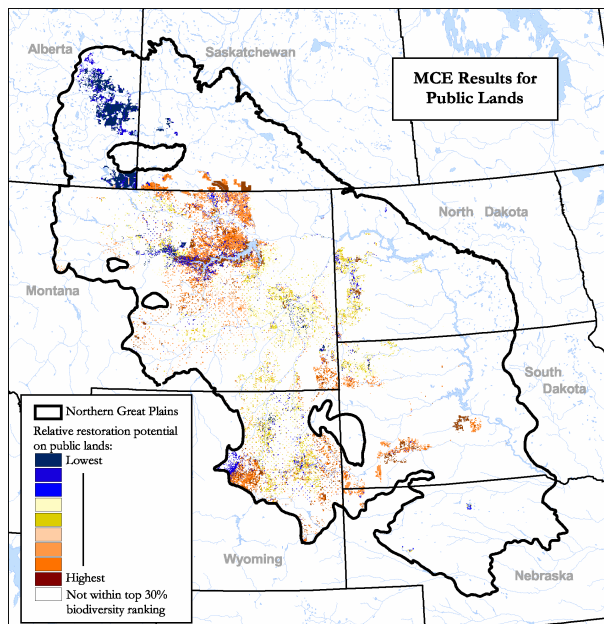 Alberta
Saskatchewan
MCE Results for
Public Lands
North Dakota
Montana
South
Dakota
Northern Great Plains
Relative restoration potential
on public lands:
Lowest
Highest
Not within top 30%
biodiversity ranking
Wyoming
Nebraska